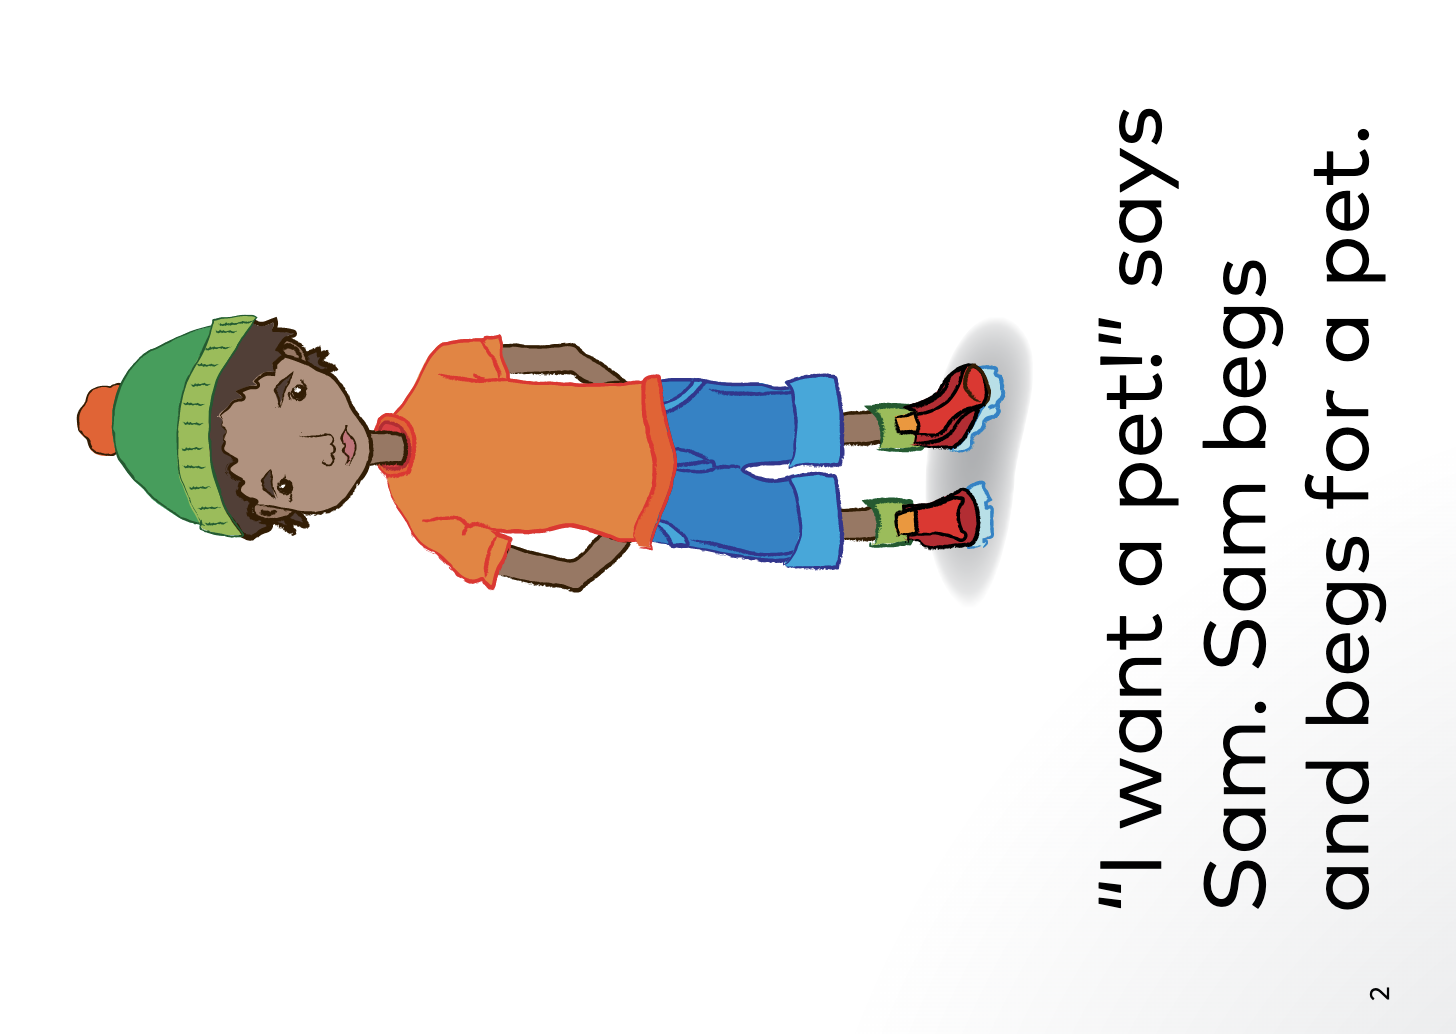 “I want a pet!” says
Sam. Sam begs
and begs for a pet.
2